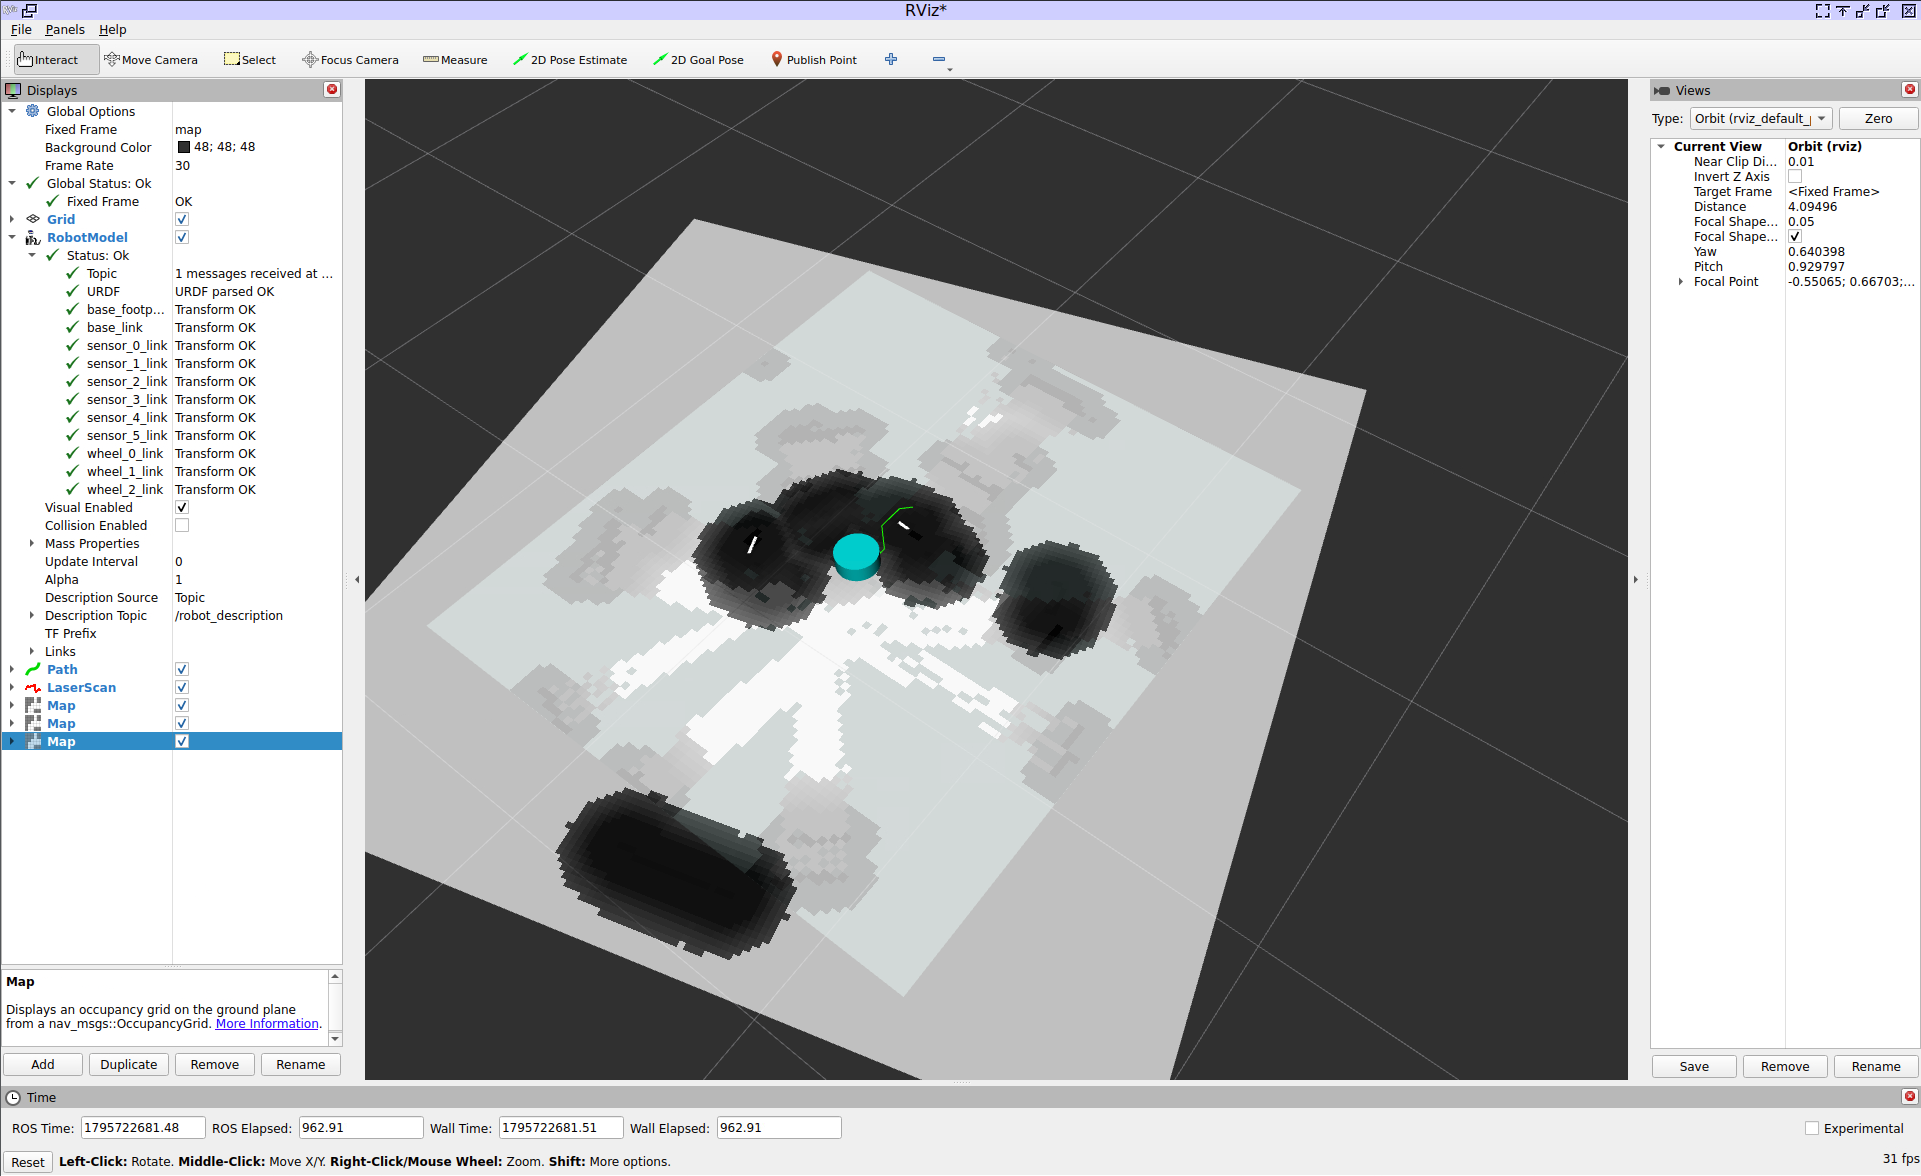 RViz*
File Panels Help
Interact Move Camera Select Focus Camera Measure 2D Pose Estimate 2D Goal Pose Publish Point
Displays
Global Options
Fixed Frame map
Background Color 48; 48; 48
Frame Rate 30
Global Status: Ok
Fixed Frame OK
Grid
RobotModel
Status: Ok
Topic 1 messages received at ...
URDF URDF parsed OK
base_footp... Transform OK
base_link Transform OK
sensor_0_link Transform OK
sensor_1_link Transform OK
sensor_2_link Transform OK
sensor_3_link Transform OK
sensor_4_link Transform OK
sensor_5_link Transform OK
wheel_0_link Transform OK
wheel_1_link Transform OK
wheel_2_link Transform OK
Visual Enabled
Collision Enabled
Mass Properties
Update Interval 0
Alpha 1
Description Source Topic
Description Topic /robot_description
TF Prefix
Links
Path
LaserScan
Map
Map
Map
Map
Displays an occupancy grid on the ground plane
from a nav_msgs::OccupancyGrid. More Information.
Add Duplicate Remove Rename
Views
Type: Orbit (rviz_default_ Zero
Current View Orbit (rviz)
Near Clip Di... 0.01
Invert Z Axis
Target Frame <Fixed Frame>
Distance 4.09496
Focal Shape... 0.05
Focal Shape...
Yaw 0.640398
Pitch 0.929797
Focal Point -0.55065; 0.66703;...
Save Remove Rename
Time
ROS Time: 1795722681.48 ROS Elapsed: 962.91 Wall Time: 1795722681.51 Wall Elapsed: 962.91 Experimental
Reset Left-Click: Rotate. Middle-Click: Move X/Y. Right-Click/Mouse Wheel: Zoom. Shift: More options. 31 fps